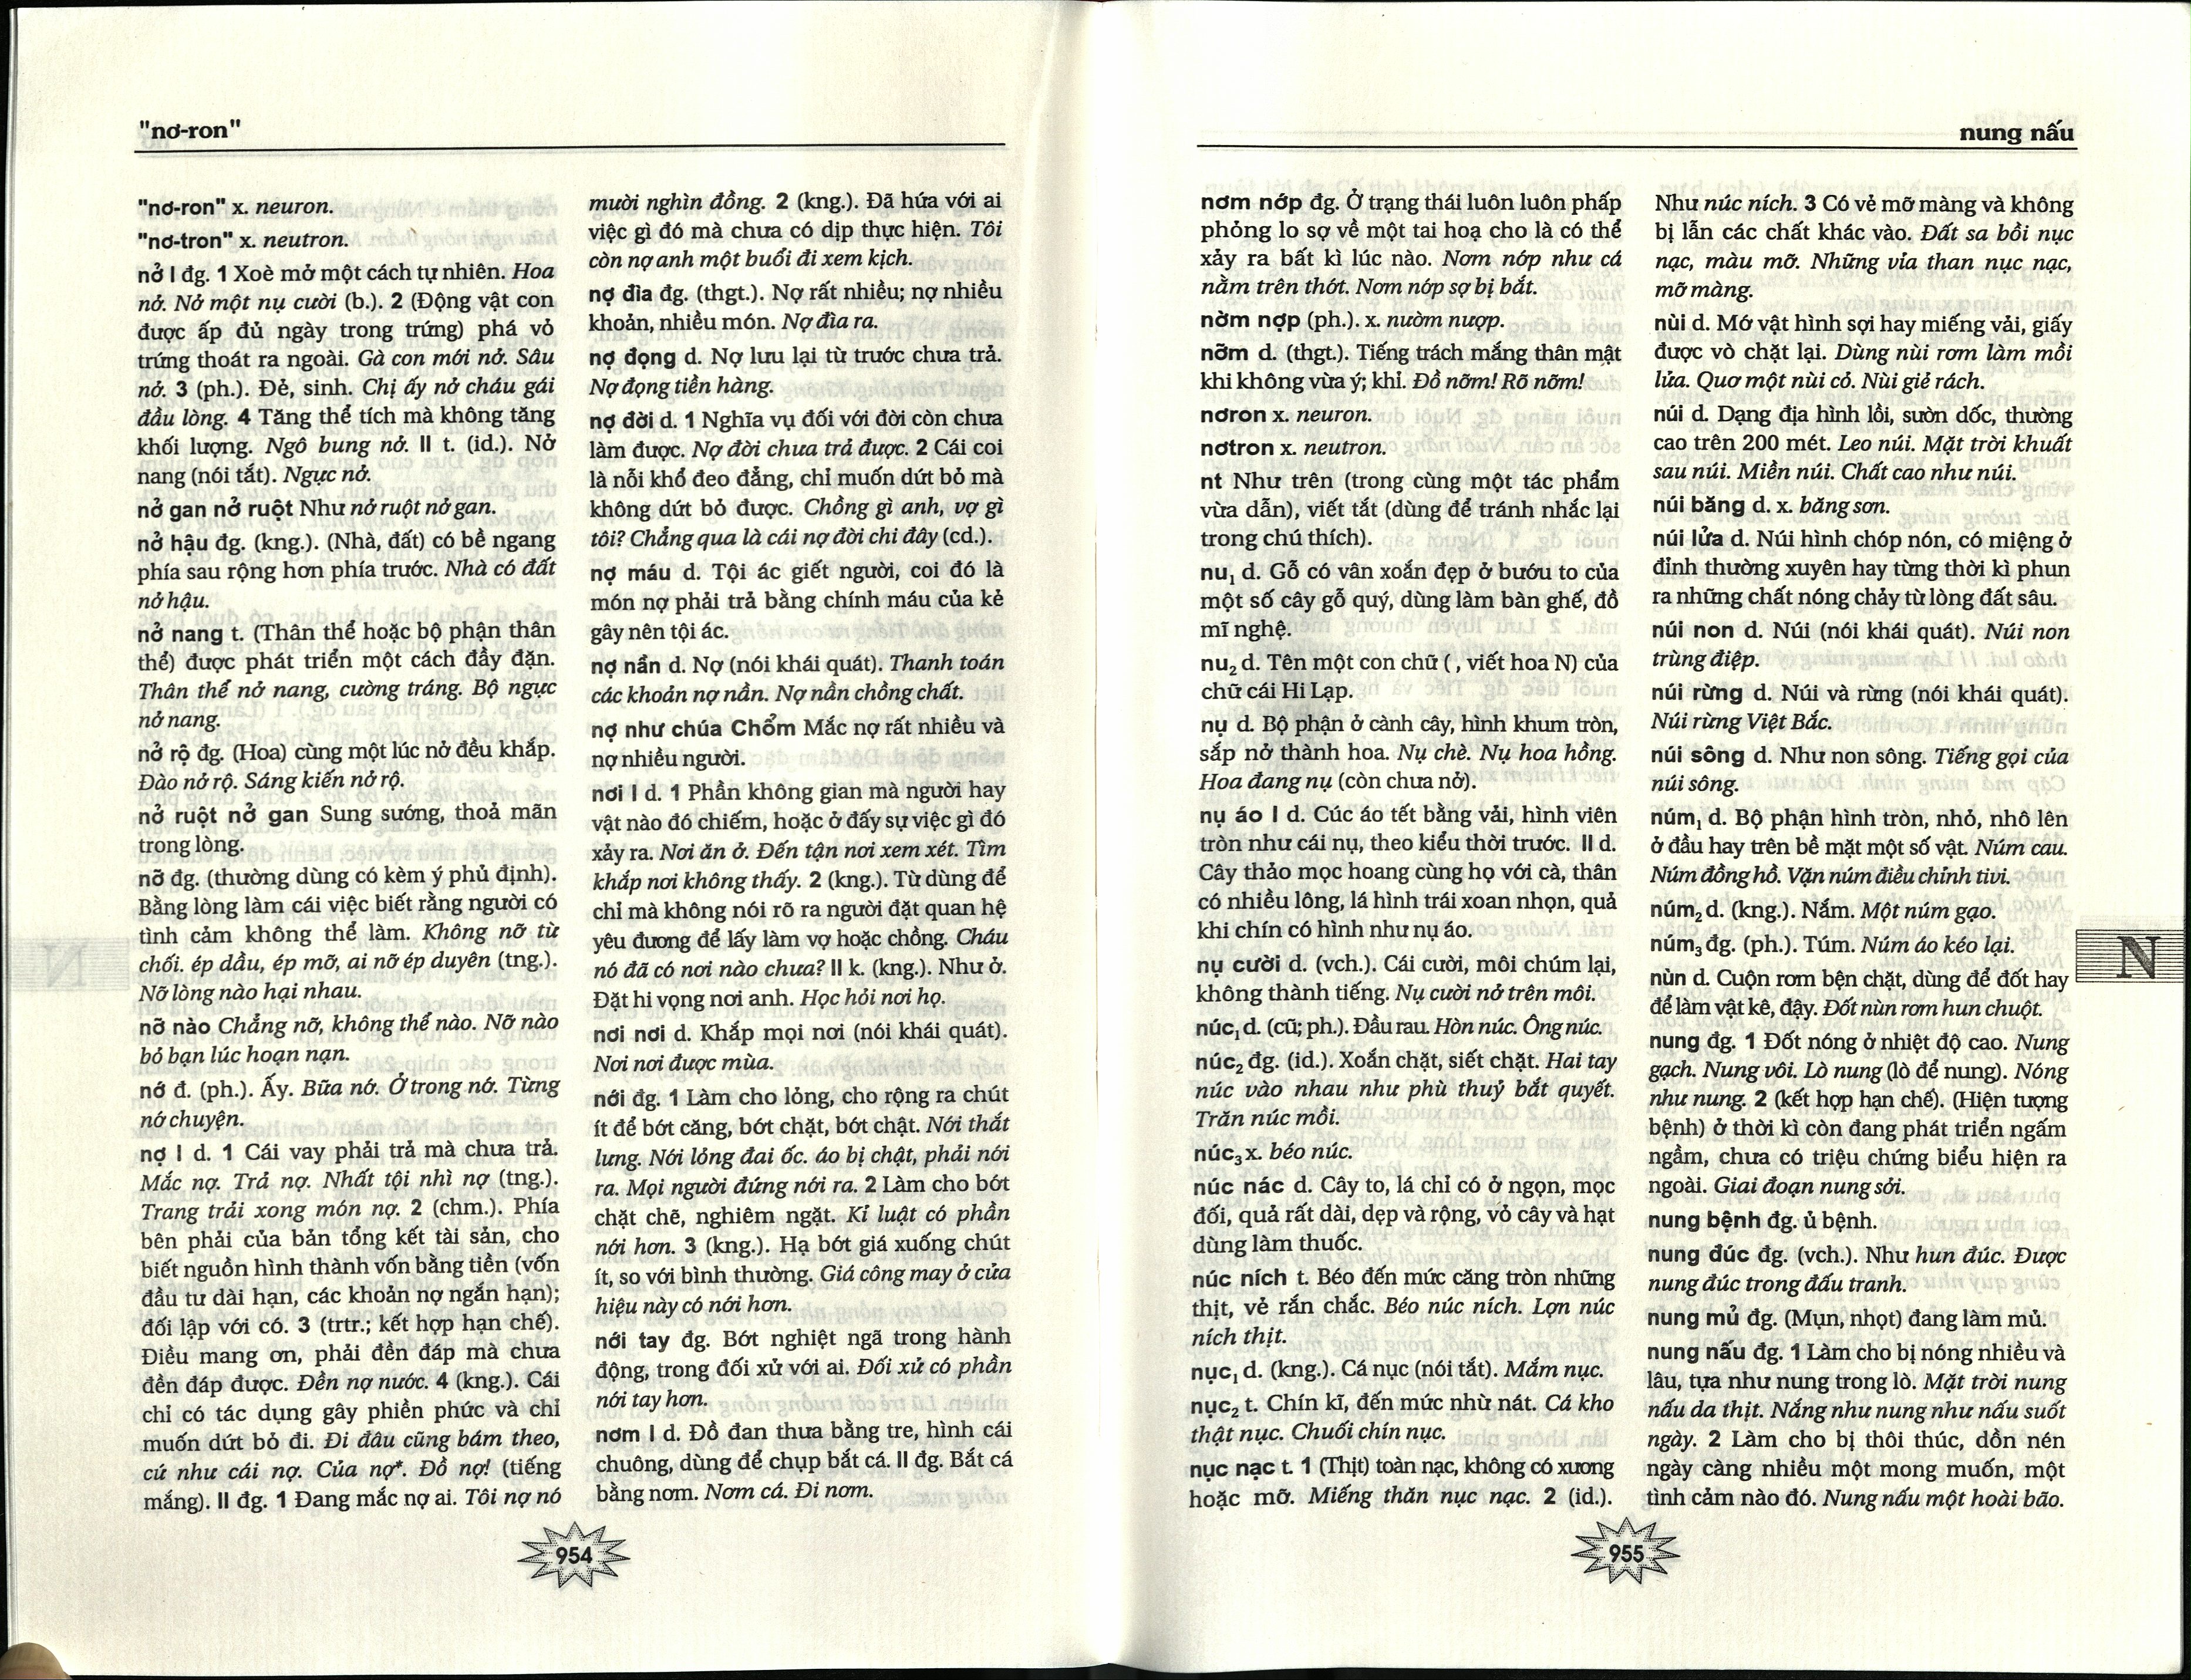 "nơ-ron"
"nơ-ron" x. neuron.
"nơ-tron" x. neutron.
nở I đg. 1 Xoè mở một cách tự nhiên. Hoa
nở. Nở một nụ cười (b.). 2 (Động vật con
được ấp đủ ngày trong trứng) phá vỏ
trứng thoát ra ngoài. Gà con mới nở. Sâu
nở. 3 (ph.). Đẻ, sinh. Chị ấy nở cháu gái
đầu lòng. 4 Tăng thể tích mà không tăng
khối lượng. Ngô bung nở. II t. (id.). Nở
nang (nói tắt). Ngực nở.
nở gan nở ruột Như nở ruột nở gan.
nở hậu đg. (kng.). (Nhà, đất) có bề ngang
phía sau rộng hơn phía trước. Nhà có đất
nở hậu.
nở nang t. (Thân thể hoặc bộ phận thân
thể) được phát triển một cách đầy đặn.
Thân thể nở nang, cường tráng. Bộ ngực
nở nang.
nở rộ đg. (Hoa) cùng một lúc nở đều khắp.
Đào nở rộ. Sáng kiến nở rộ.
nở ruột nở gan Sung sướng, thoả mãn
trong lòng.
nỡ đg. (thường dùng có kèm ý phủ định).
Bằng lòng làm cái việc biết rằng người có
tình cảm không thể làm. Không nỡ từ
chối. ép dầu, ép mỡ, ai nỡ ép duyên (tng.).
Nỡ lòng nào hại nhau.
nỡ nào Chẳng nỡ, không thể nào. Nỡ nào
bỏ bạn lúc hoạn nạn.
nớ đ. (ph.). Ấy. Bữa nớ. Ở trong nớ. Từng
nớ chuyện.
nợ I d. 1 Cái vay phải trả mà chưa trả.
Mắc nợ. Trả nợ. Nhất tội nhì nợ (tng.).
Trang trải xong món nợ. 2 (chm.). Phía
bên phải của bản tổng kết tài sản, cho
biết nguồn hình thành vốn bằng tiền (vốn
đầu tư dài hạn, các khoản nợ ngắn hạn);
đối lập với có. 3 (trtr.; kết hợp hạn chế).
Điều mang ơn, phải đền đáp mà chưa
đền đáp được. Đền nợ nước. 4 (kng.). Cái
chỉ có tác dụng gây phiền phức và chỉ
muốn dứt bỏ đi. Đi đâu cũng bám theo,
cứ như cái nợ. Của nợ*. Đồ nợ! (tiếng
mắng). II đg. 1 Đang mắc nợ ai. Tôi nợ nó
mười nghìn đồng. 2 (kng.). Đã hứa với ai
việc gì đó mà chưa có dịp thực hiện. Tôi
còn nợ anh một buổi đi xem kịch.
nợ đìa đg. (thgt.). Nợ rất nhiều; nợ nhiều
khoản, nhiều món. Nợ đìa ra.
nợ đọng d. Nợ lưu lại từ trước chưa trả.
Nợ đọng tiền hàng.
nợ đời d. 1 Nghĩa vụ đối với đời còn chưa
làm được. Nợ đời chưa trả được. 2 Cái coi
là nỗi khổ đeo đẳng, chỉ muốn dứt bỏ mà
không dứt bỏ được. Chồng gì anh, vợ gì
tôi? Chẳng qua là cái nợ đời chi đây (cd.).
nợ máu d. Tội ác giết người, coi đó là
món nợ phải trả bằng chính máu của kẻ
gây nên tội ác.
nợ nần d. Nợ (nói khái quát). Thanh toán
các khoản nợ nần. Nợ nần chồng chất.
nợ như chúa Chổm Mắc nợ rất nhiều và
nợ nhiều người.
nơi I d. 1 Phần không gian mà người hay
vật nào đó chiếm, hoặc ở đấy sự việc gì đó
xảy ra. Nơi ăn ở. Đến tận nơi xem xét. Tìm
khắp nơi không thấy. 2 (kng.). Từ dùng để
chỉ mà không nói rõ ra người đặt quan hệ
yêu đương để lấy làm vợ hoặc chồng. Cháu
nó đã có nơi nào chưa? II k. (kng.). Như ở.
Đặt hi vọng nơi anh. Học hỏi nơi họ.
nơi nơi d. Khắp mọi nơi (nói khái quát).
Nơi nơi được mùa.
nới đg. 1 Làm cho lỏng, cho rộng ra chút
ít để bớt căng, bớt chặt, bớt chật. Nới thắt
lưng. Nới lỏng đai ốc. áo bị chật, phải nới
ra. Mọi người đứng nới ra. 2 Làm cho bớt
chặt chẽ, nghiêm ngặt. Kỉ luật có phần
nới hơn. 3 (kng.). Hạ bớt giá xuống chút
ít, so với bình thường. Giá công may ở cửa
hiệu này có nới hơn.
nới tay đg. Bớt nghiệt ngã trong hành
động, trong đối xử với ai. Đối xử có phần
nới tay hơn.
nơm I d. Đồ đan thưa bằng tre, hình cái
chuông, dùng để chụp bắt cá. II đg. Bắt cá
bằng nơm. Nơm cá. Đi nơm.
954
nung nấu
nơm nớp đg. Ở trạng thái luôn luôn phấp
phỏng lo sợ về một tai hoạ cho là có thể
xảy ra bất kì lúc nào. Nơm nớp như cá
nằm trên thớt. Nơm nóp sợ bị bắt.
nờm nợp (ph.). x. nườm nượp.
nỡm d. (thgt.). Tiếng trách mắng thân mật
khi không vừa ý; khỉ. Đồ nỡm! Rõ nỡm!
nơron x. neuron.
nơtron x. neutron.
nt Như trên (trong cùng một tác phẩm
vừa dẫn), viết tắt (dùng để tránh nhắc lại
trong chú thích).
nu₁ d. Gỗ có vân xoắn đẹp ở bướu to của
một số cây gỗ quý, dùng làm bàn ghế, đồ
mĩ nghệ.
nu₂ d. Tên một con chữ ( , viết hoa N) của
chữ cái Hi Lạp.
nụ d. Bộ phận ở cành cây, hình khum tròn,
sắp nở thành hoa. Nụ chè. Nụ hoa hồng.
Hoa đang nụ (còn chưa nở).
nụ áo I d. Cúc áo tết bằng vải, hình viên
tròn như cái nụ, theo kiểu thời trước. II d.
Cây thảo mọc hoang cùng họ với cà, thân
có nhiều lông, lá hình trái xoan nhọn, quả
khi chín có hình như nụ áo.
nụ cười d. (vch.). Cái cười, môi chúm lại,
không thành tiếng. Nụ cười nở trên môi.
núc₁ d. (cũ; ph.). Đầu rau. Hòn núc. Ông núc.
núc₂ đg. (id.). Xoắn chặt, siết chặt. Hai tay
núc vào nhau như phù thuỷ bắt quyết.
Trăn núc mồi.
núc₃ x. béo núc.
núc nác d. Cây to, lá chỉ có ở ngọn, mọc
đối, quả rất dài, dẹp và rộng, vỏ cây và hạt
dùng làm thuốc.
núc ních t. Béo đến mức căng tròn những
thịt, vẻ rắn chắc. Béo núc ních. Lợn núc
ních thịt.
nục₁ d. (kng.). Cá nục (nói tắt). Mắm nục.
nục₂ t. Chín kĩ, đến mức nhừ nát. Cá kho
thật nục. Chuối chín nục.
nục nạc t. 1 (Thịt) toàn nạc, không có xương
hoặc mỡ. Miếng thăn nục nạc. 2 (id.).
Như núc ních. 3 Có vẻ mỡ màng và không
bị lẫn các chất khác vào. Đất sa bồi nục
nạc, màu mỡ. Những vỉa than nục nạc,
mỡ màng.
nùi d. Mớ vật hình sợi hay miếng vải, giấy
được vò chặt lại. Dùng nùi rơm làm mồi
lửa. Quơ một nùi cỏ. Nùi giẻ rách.
núi d. Dạng địa hình lồi, sườn dốc, thường
cao trên 200 mét. Leo núi. Mặt trời khuất
sau núi. Miền núi. Chất cao như núi.
núi băng d. x. băng sơn.
núi lửa d. Núi hình chóp nón, có miệng ở
đỉnh thường xuyên hay từng thời kì phun
ra những chất nóng chảy từ lòng đất sâu.
núi non d. Núi (nói khái quát). Núi non
trùng điệp.
núi rừng d. Núi và rừng (nói khái quát).
Núi rừng Việt Bắc.
núi sông d. Như non sông. Tiếng gọi của
núi sông.
núm₁ d. Bộ phận hình tròn, nhỏ, nhô lên
ở đầu hay trên bề mặt một số vật. Núm cau.
Núm đồng hồ. Vặn núm điều chỉnh tivi.
núm₂ d. (kng.). Nắm. Một núm gạo.
núm₃ đg. (ph.). Túm. Núm áo kéo lại.
nùn d. Cuộn rơm bện chặt, dùng để đốt hay
để làm vật kê, đậy. Đốt nùn rơm hun chuột.
nung đg. 1 Đốt nóng ở nhiệt độ cao. Nung
gạch. Nung vôi. Lò nung (lò để nung). Nóng
như nung. 2 (kết hợp hạn chế). (Hiện tượng
bệnh) ở thời kì còn đang phát triển ngấm
ngầm, chưa có triệu chứng biểu hiện ra
ngoài. Giai đoạn nung sởi.
nung bệnh đg. ủ bệnh.
nung đúc đg. (vch.). Như hun đúc. Được
nung đúc trong đấu tranh.
nung mủ đg. (Mụn, nhọt) đang làm mủ.
nung nấu đg. 1 Làm cho bị nóng nhiều và
lâu, tựa như nung trong lò. Mặt trời nung
nấu da thịt. Nắng như nung như nấu suốt
ngày. 2 Làm cho bị thôi thúc, dồn nén
ngày càng nhiều một mong muốn, một
tình cảm nào đó. Nung nấu một hoài bão.
N
955